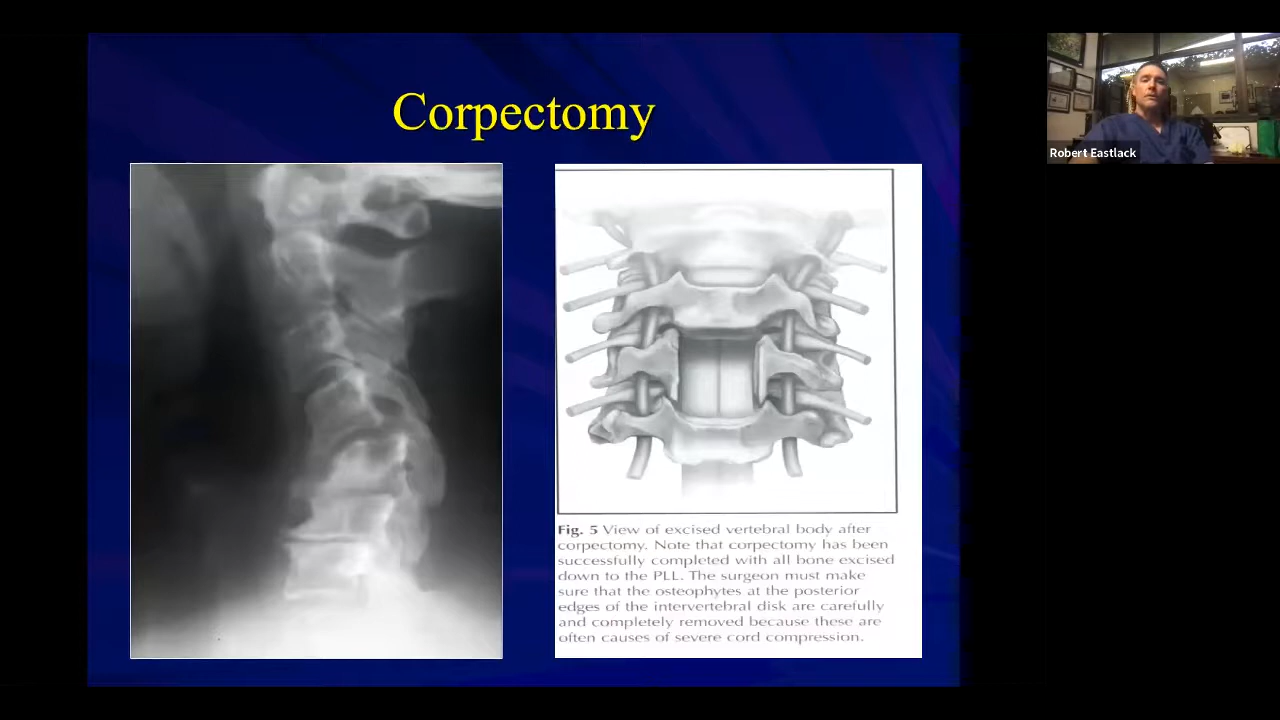 Corpectomy
Robert Eastlack
Fig. 5 View of excised vertebral body after
corpectomy. Note that corpectomy has been
successfully completed with all bone excised
down to the PLL. The surgeon must make
sure that the osteophytes at the posterior
edges of the intervertebral disk are carefully
and completely removed because these are
often causes of severe cord compression.